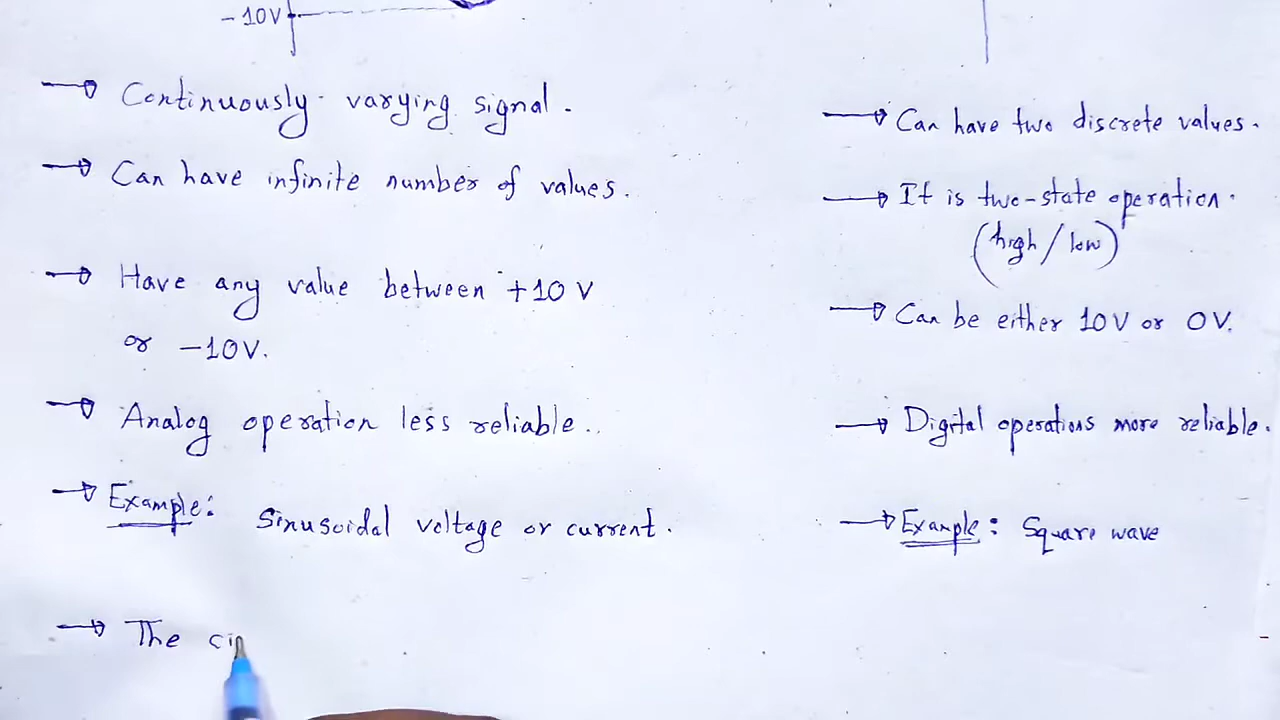 -10V
→ Continuously varying signal.
→ Can have infinite number of values.
→ Have any value between +10 V
or -10V.
→ Analog operation less reliable..
→ Example: Sinusoidal voltage or current.
→ The ci
→ Can have two discrete values.
→ It is two-state operation.
(high / low)
→ Can be either 10V or 0V.
→ Digital operations more reliable.
→ Example: Square wave